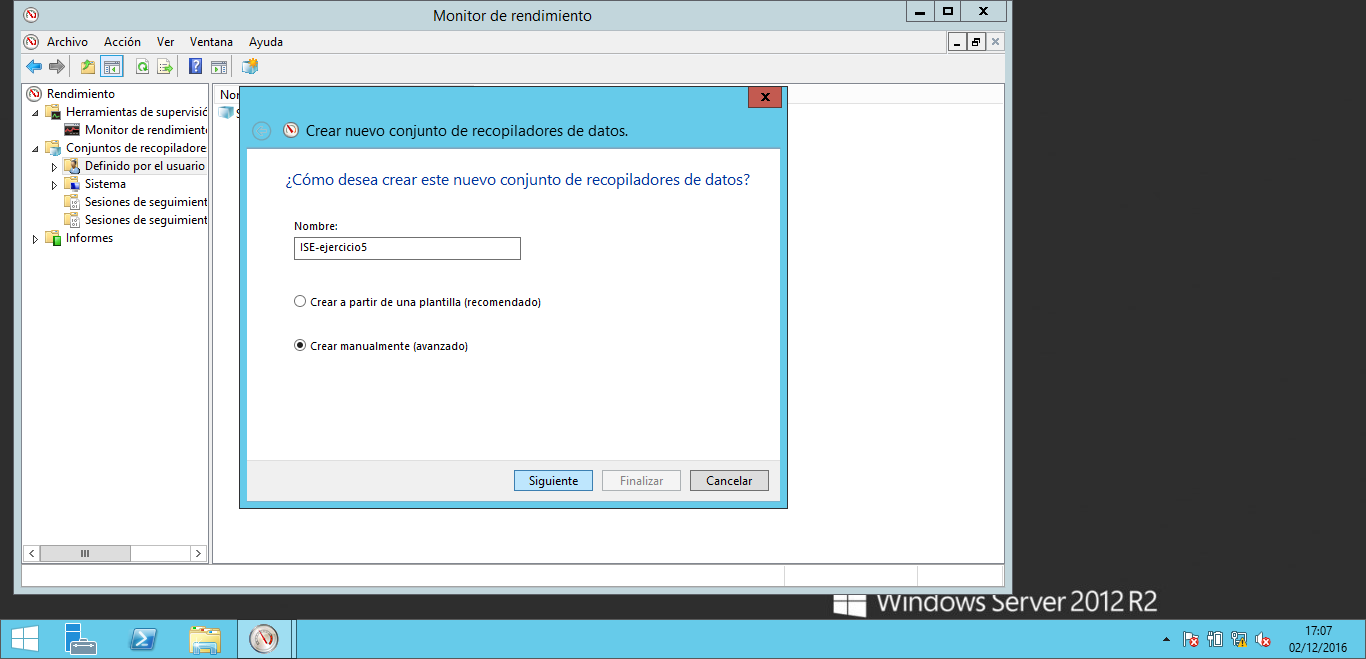 Monitor de rendimiento
Archivo Acción Ver Ventana Ayuda
Rendimiento
Herramientas de supervisió
Monitor de rendimient
Conjuntos de recopiladore
Definido por el usuario
Sistema
Sesiones de seguimient
Sesiones de seguimient
Informes
Nor
S
Crear nuevo conjunto de recopiladores de datos.
¿Cómo desea crear este nuevo conjunto de recopiladores de datos?
Nombre:
ISE-ejercicio5
Crear a partir de una plantilla (recomendado)
Crear manualmente (avanzado)
Siguiente Finalizar Cancelar
Windows Server 2012 R2
17:07
02/12/2016